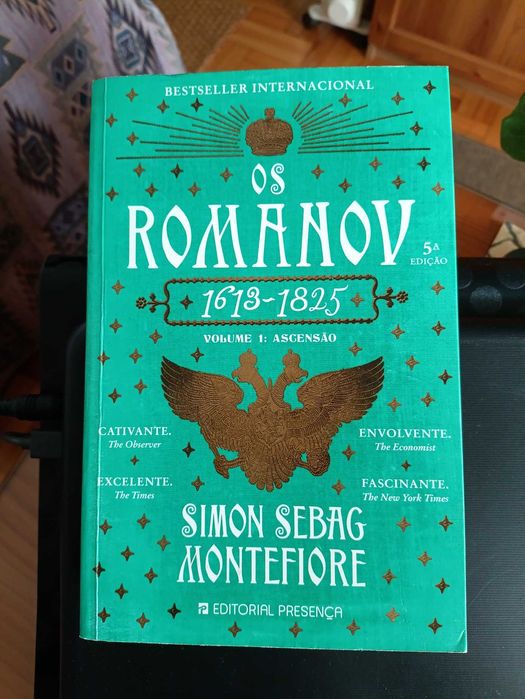 BESTSELLER INTERNACIONAL
OS
ROMANOV
5ª
EDIÇÃO
1613-1825
VOLUME 1: ASCENSÃO
CATIVANTE.
The Observer
ENVOLVENTE.
The Economist
EXCELENTE.
The Times
FASCINANTE.
The New York Times
SIMON SEBAG
MONTEFIORE
EDITORIAL PRESENÇA